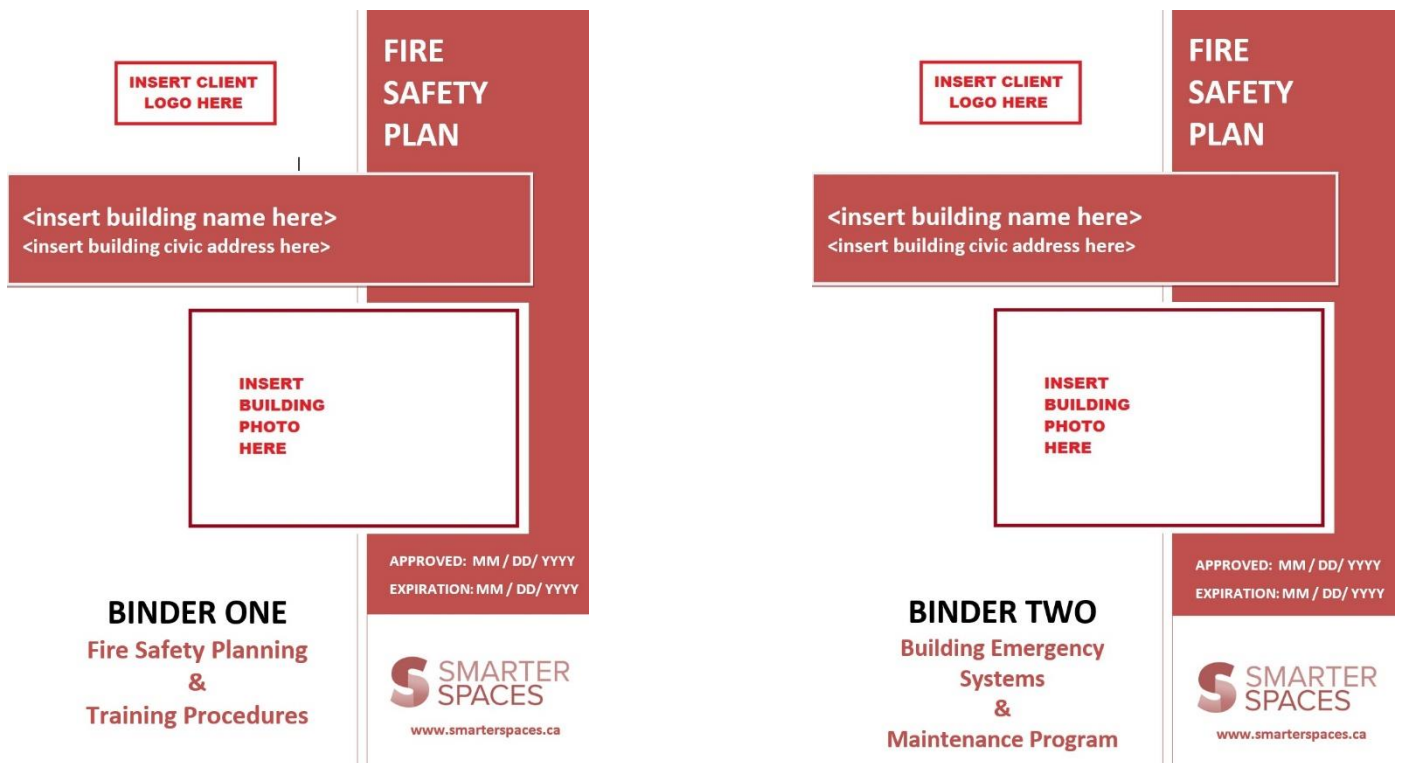 INSERT CLIENT
LOGO HERE
FIRE
SAFETY
PLAN
<insert building name here>
<insert building civic address here>
INSERT
BUILDING
PHOTO
HERE
APPROVED: MM / DD/ YYYY
EXPIRATION: MM / DD/ YYYY
BINDER ONE
Fire Safety Planning
&
Training Procedures
SMARTER
SPACES
www.smarterspaces.ca
INSERT CLIENT
LOGO HERE
FIRE
SAFETY
PLAN
<insert building name here>
<insert building civic address here>
INSERT
BUILDING
PHOTO
HERE
APPROVED: MM / DD/ YYYY
EXPIRATION: MM / DD/ YYYY
BINDER TWO
Building Emergency
Systems
&
Maintenance Program
SMARTER
SPACES
www.smarterspaces.ca